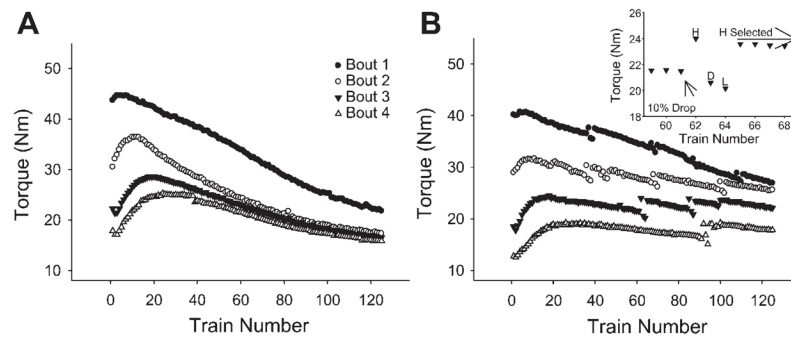 A
B
Torque (Nm)
50
40
30
20
10
0 20 40 60 80 100 120
Train Number
Bout 1
Bout 2
Bout 3
Bout 4
Torque (Nm)
50
40
30
20
10
0 20 40 60 80 100 120
Train Number
Torque (Nm)
26
24
22
20
18
60 62 64 66 68
Train Number
H
H Selected
D
L
10% Drop